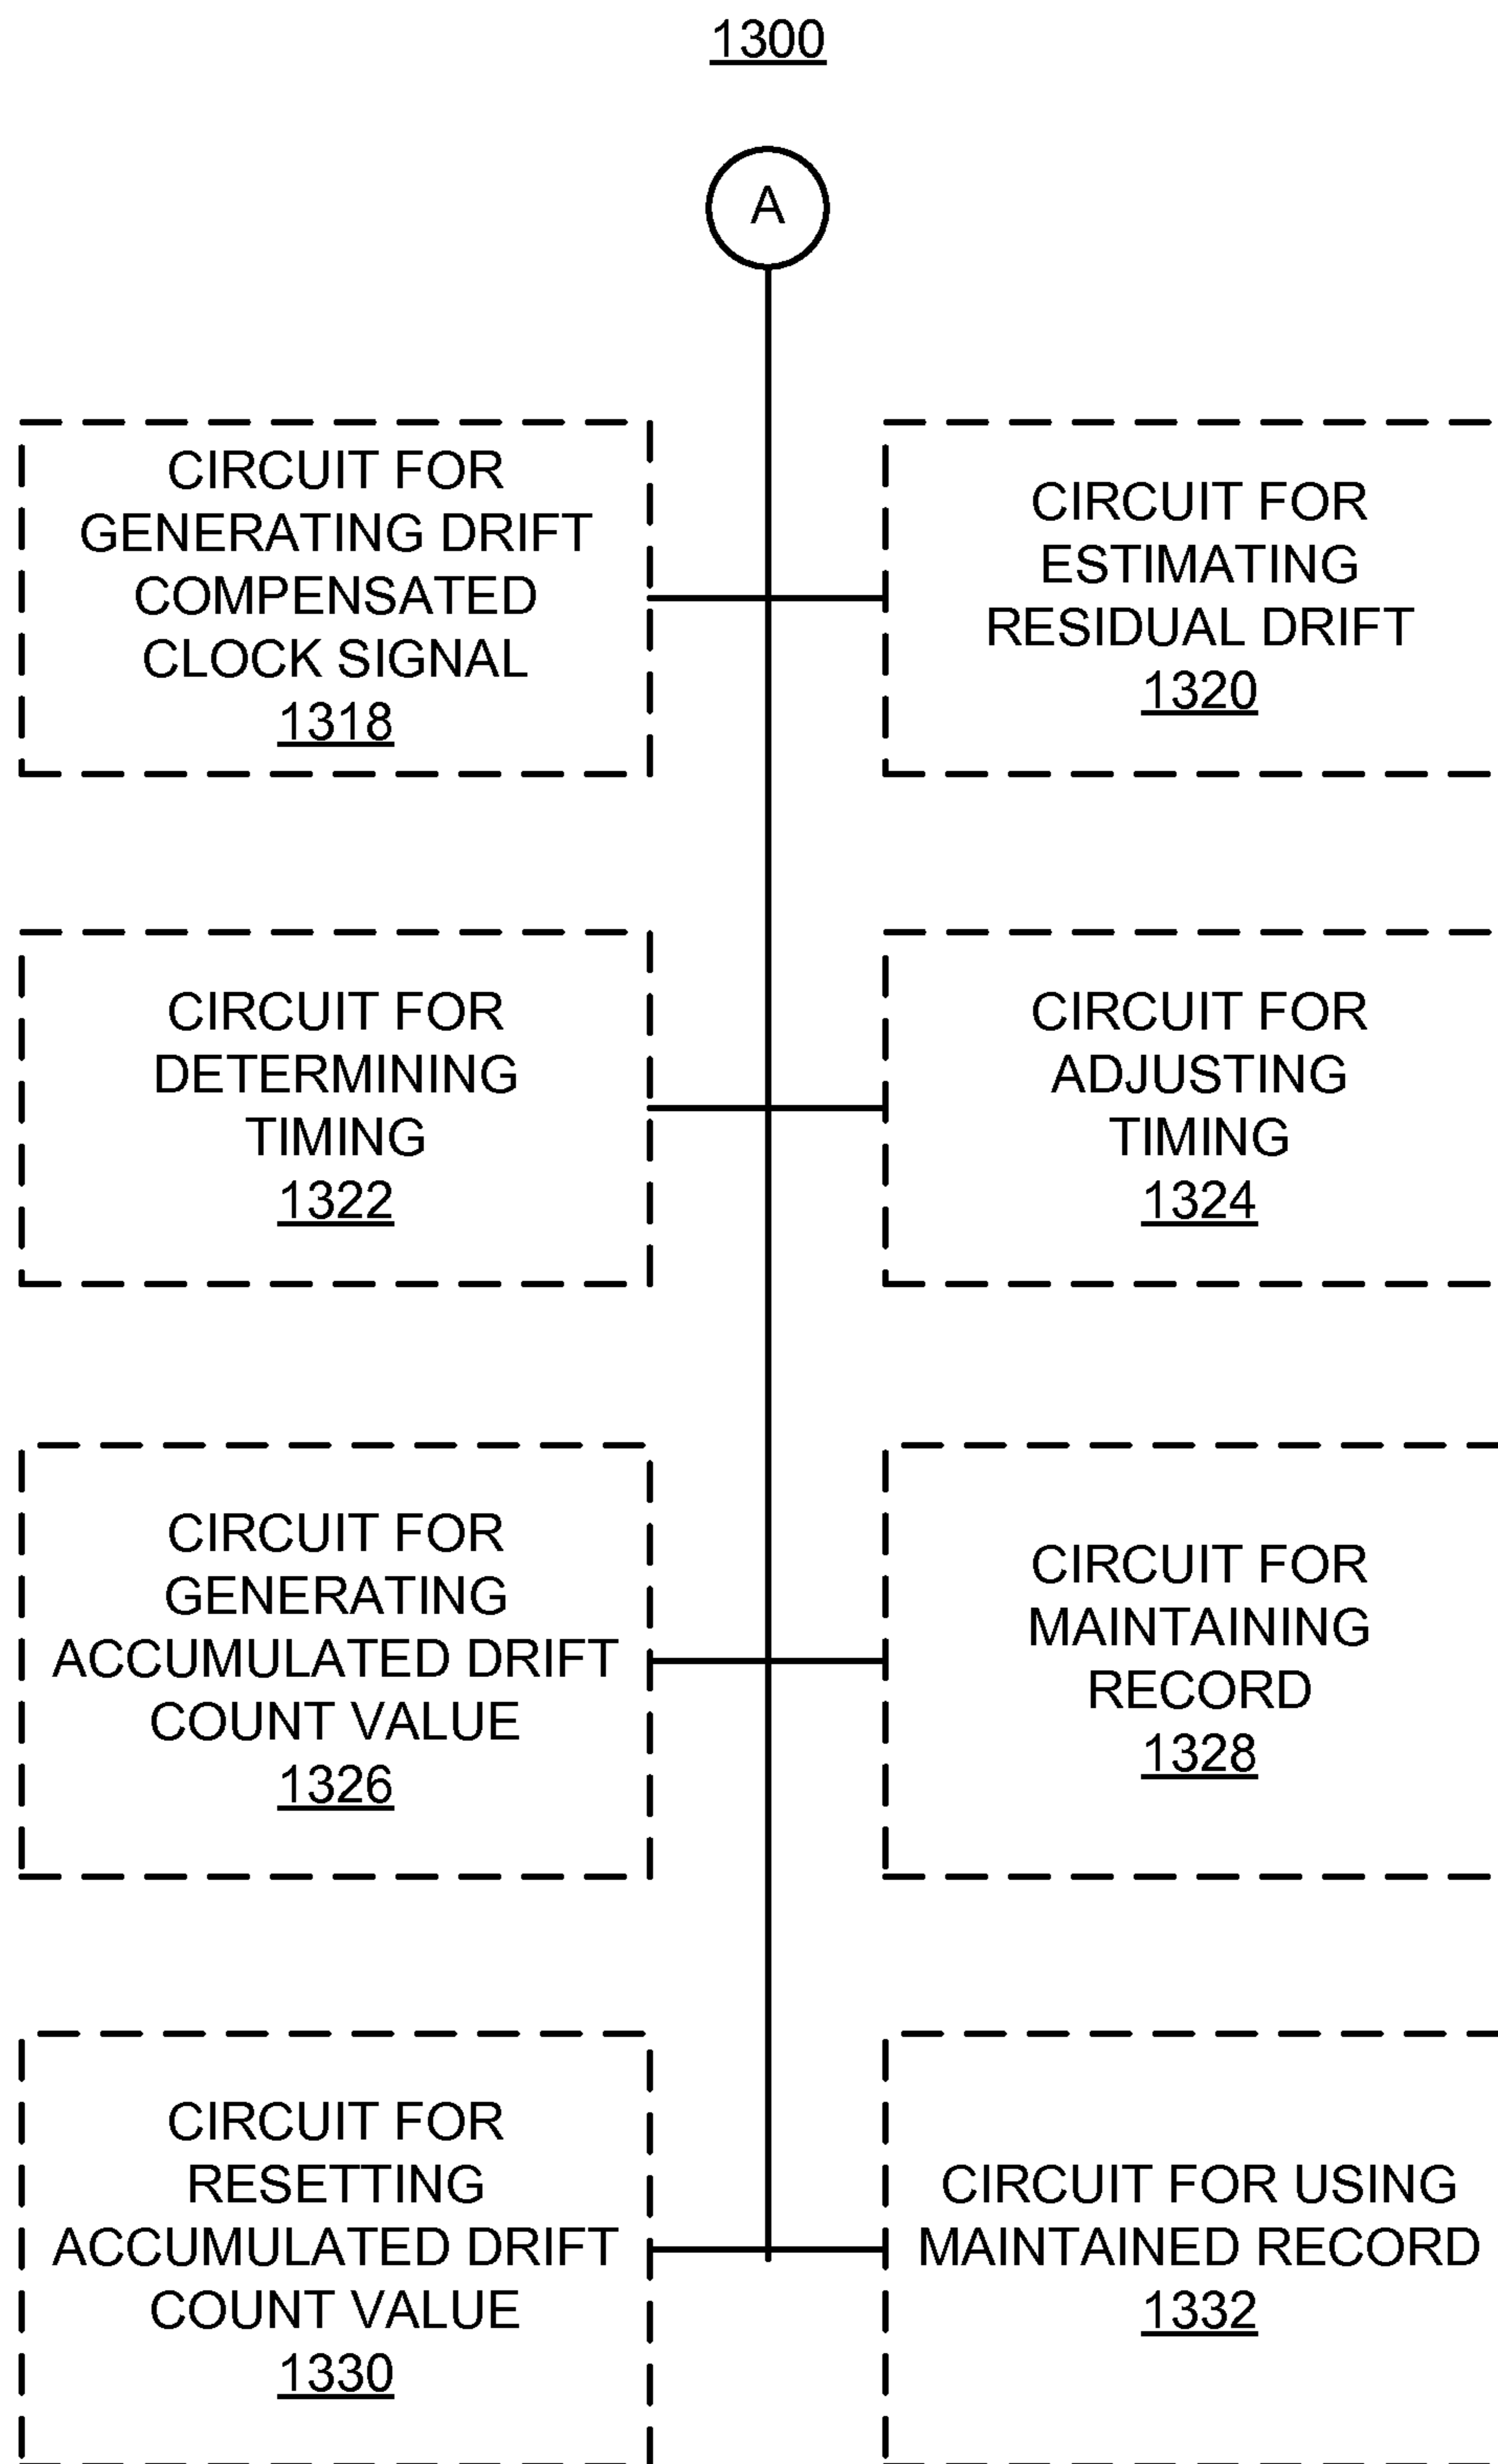 1300
A
CIRCUIT FOR
GENERATING DRIFT
COMPENSATED
CLOCK SIGNAL
1318
CIRCUIT FOR
ESTIMATING
RESIDUAL DRIFT
1320
CIRCUIT FOR
DETERMINING
TIMING
1322
CIRCUIT FOR
ADJUSTING
TIMING
1324
CIRCUIT FOR
GENERATING
ACCUMULATED DRIFT
COUNT VALUE
1326
CIRCUIT FOR
MAINTAINING
RECORD
1328
CIRCUIT FOR
RESETTING
ACCUMULATED DRIFT
COUNT VALUE
1330
CIRCUIT FOR USING
MAINTAINED RECORD
1332